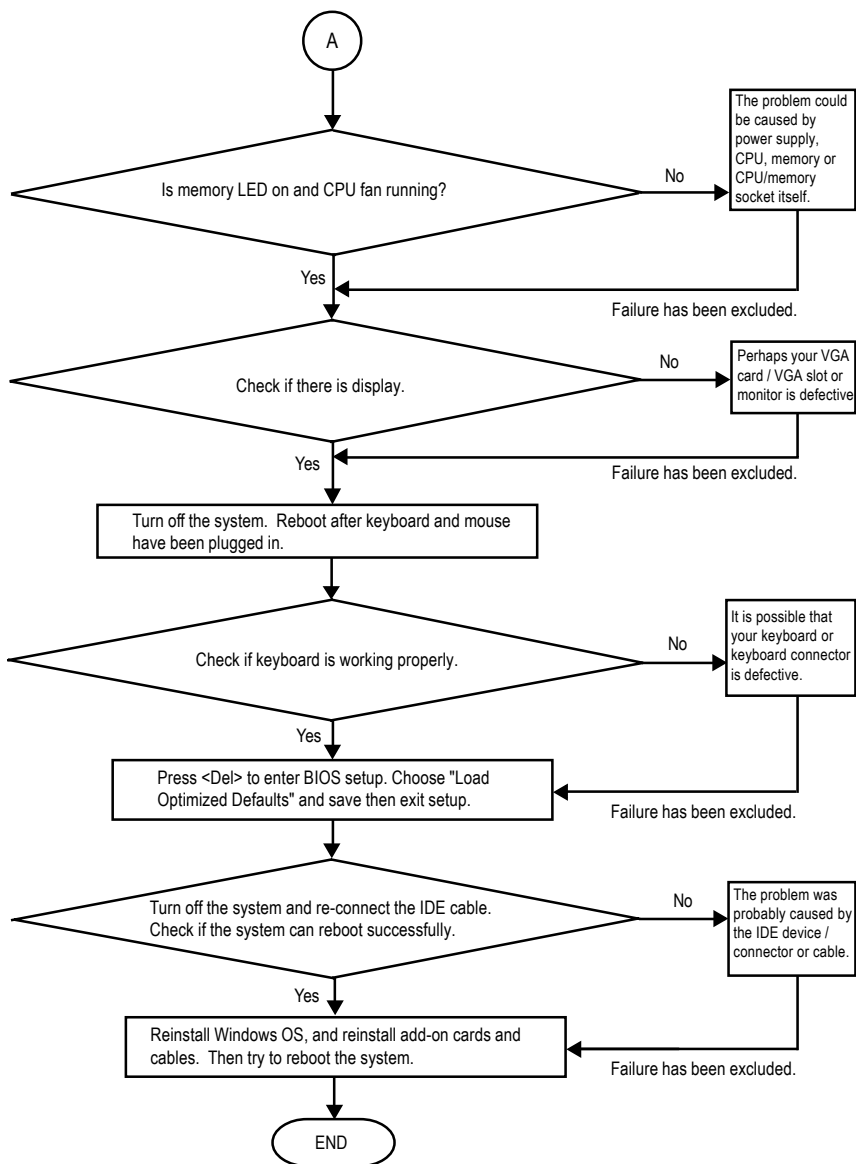 A
The problem could
be caused by
power supply,
CPU, memory or
CPU/memory
socket itself.
Is memory LED on and CPU fan running?
No
Yes
Failure has been excluded.
Check if there is display.
No
Perhaps your VGA
card / VGA slot or
monitor is defective
Yes
Failure has been excluded.
Turn off the system. Reboot after keyboard and mouse
have been plugged in.
Check if keyboard is working properly.
No
It is possible that
your keyboard or
keyboard connector
is defective.
Yes
Press <Del> to enter BIOS setup. Choose "Load
Optimized Defaults" and save then exit setup.
Failure has been excluded.
Turn off the system and re-connect the IDE cable.
Check if the system can reboot successfully.
No
The problem was
probably caused by
the IDE device /
connector or cable.
Yes
Reinstall Windows OS, and reinstall add-on cards and
cables. Then try to reboot the system.
Failure has been excluded.
END